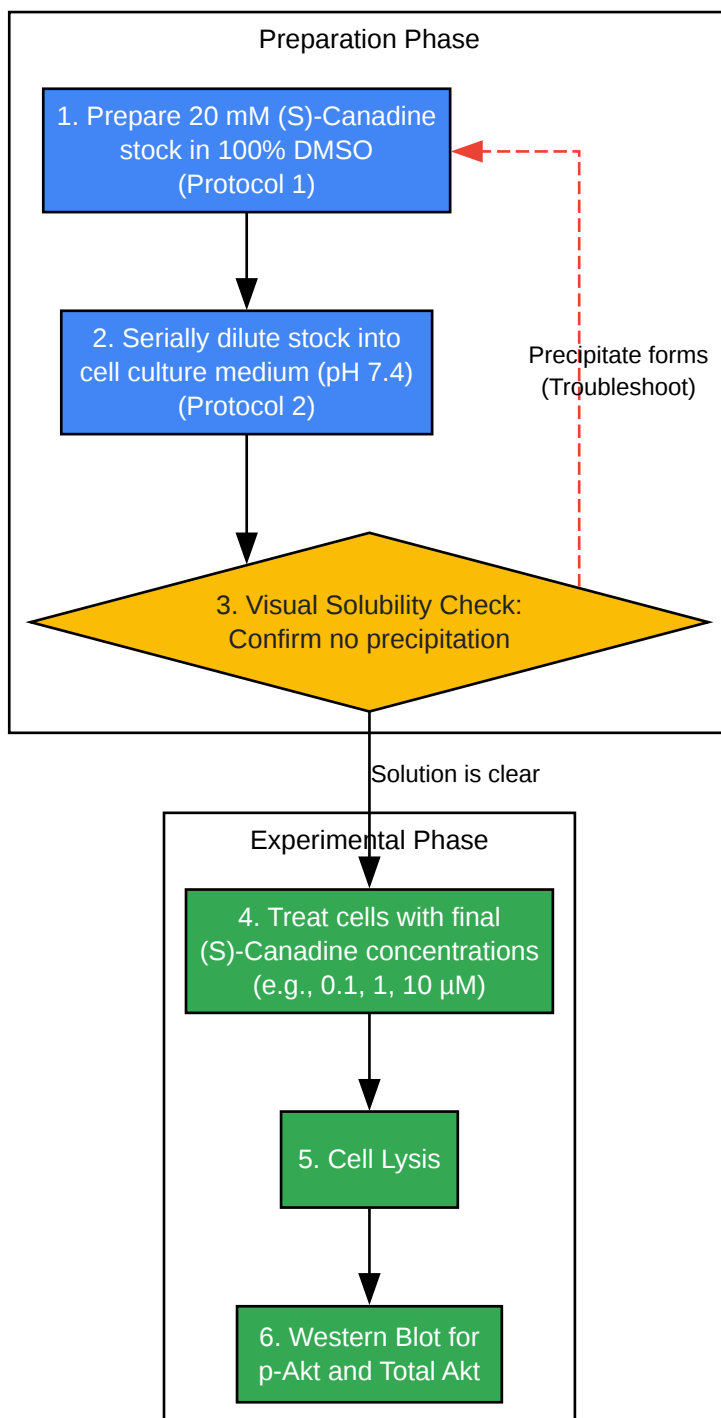 Preparation Phase
1. Prepare 20 mM (S)-Canadine
stock in 100% DMSO
(Protocol 1)
2. Serially dilute stock into
cell culture medium (pH 7.4)
(Protocol 2)
Precipitate forms
(Troubleshoot)
3. Visual Solubility Check:
Confirm no precipitation
Solution is clear
Experimental Phase
4. Treat cells with final
(S)-Canadine concentrations
(e.g., 0.1, 1, 10 µM)
5. Cell Lysis
6. Western Blot for
p-Akt and Total Akt